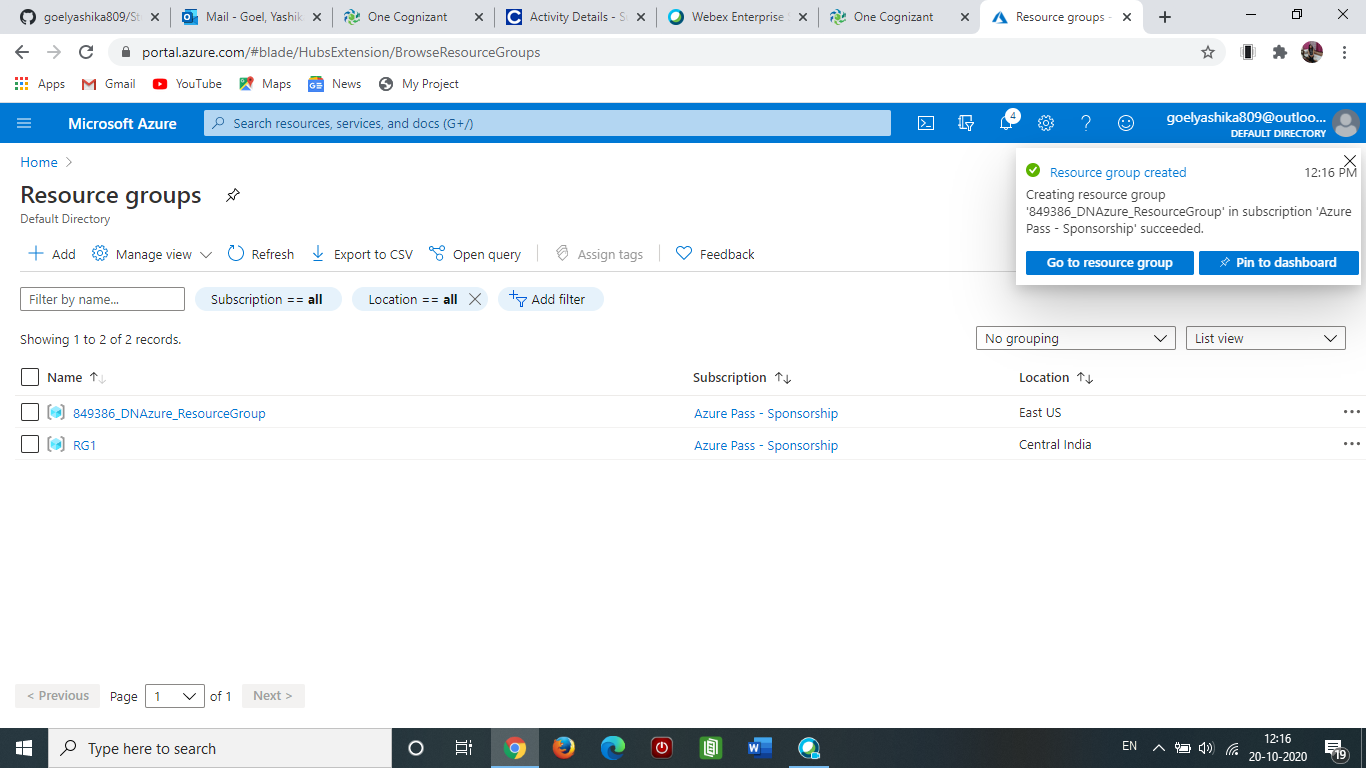 goelyashika809/St
Mail - Goel, Yashik
One Cognizant
Activity Details - S
Webex Enterprise S
One Cognizant
Resource groups -
portal.azure.com/#blade/HubsExtension/BrowseResourceGroups
Apps
Gmail
YouTube
Maps
News
My Project
Microsoft Azure
Search resources, services, and docs (G+/)
4
goelyashika809@outloo...
DEFAULT DIRECTORY
Home
Resource groups
Default Directory
Resource group created
12:16 PM
Creating resource group
'849386_DNAzure_ResourceGroup' in subscription 'Azure
Pass - Sponsorship' succeeded.
Go to resource group
Pin to dashboard
Add
Manage view
Refresh
Export to CSV
Open query
Assign tags
Feedback
Filter by name...
Subscription == all
Location == all
Add filter
Showing 1 to 2 of 2 records.
No grouping
List view
Name
Subscription
Location
849386_DNAzure_ResourceGroup
Azure Pass - Sponsorship
East US
RG1
Azure Pass - Sponsorship
Central India
< Previous
Page
1
of 1
Next >
Type here to search
EN
12:16
20-10-2020
19